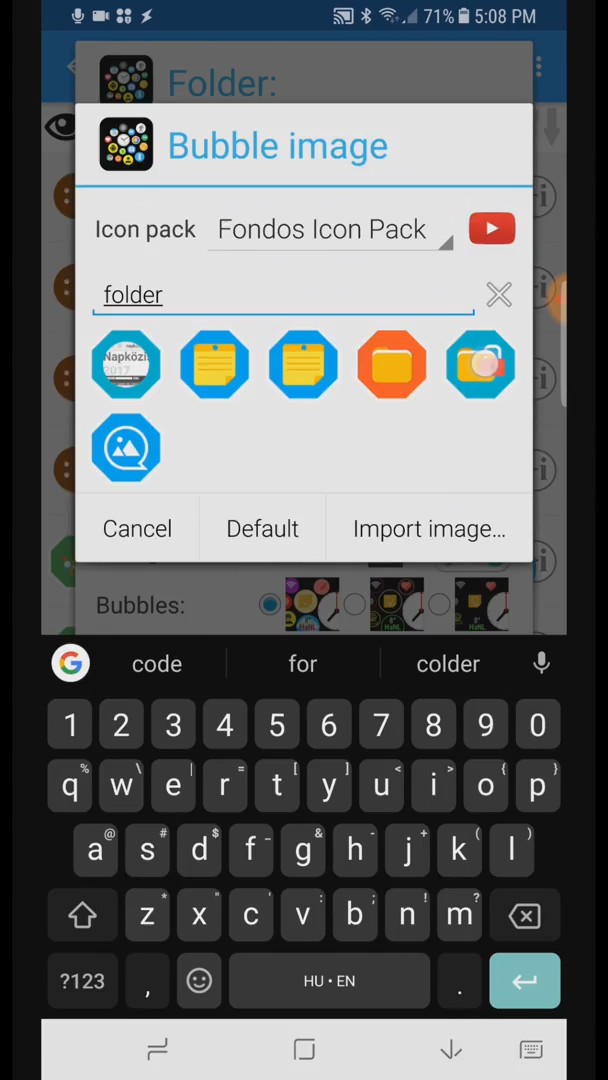 71% 5:08 PM
Folder:
Bubble image
Icon pack Fondos Icon Pack
folder
Napközi
2017
Cancel Default Import image...
Bubbles:
code for colder
1 2 3 4 5 6 7 8 9 0
q w e r t y u i o p
% \ | = [ ] < > { }
a s d f g h j k l
@ # $ _ & - + ( )
z x c v b n m
* " ' : ; ! ?
?123 , HU • EN .